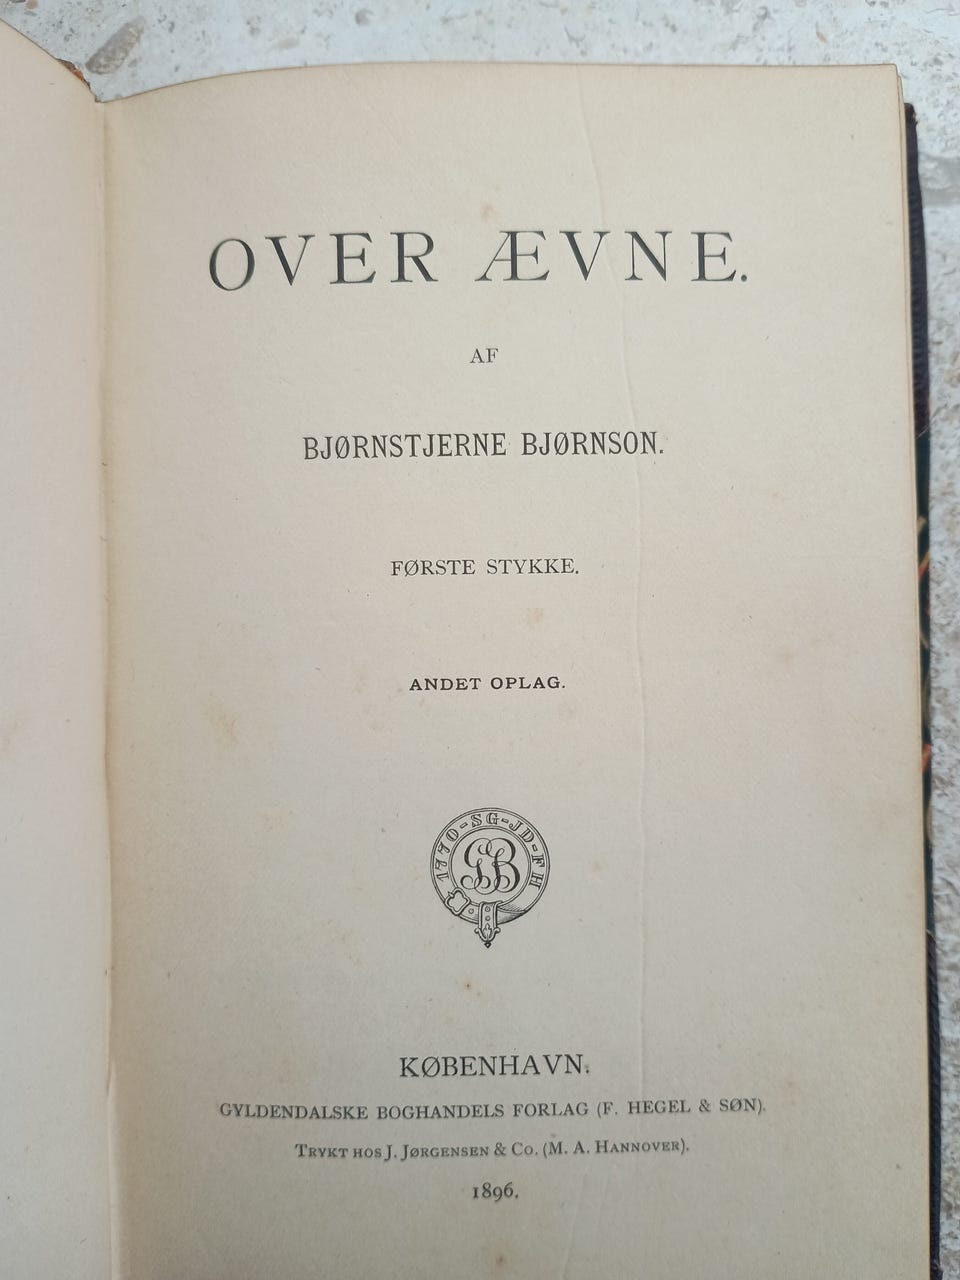 OVER ÆVNE.
AF
BJØRNSTJERNE BJØRNSON.
FØRSTE STYKKE.
ANDET OPLAG.
1770-SG-JD-FH
GB
KØBENHAVN.
GYLDENDALSKE BOGHANDELS FORLAG (F. HEGEL & SØN).
TRYKT HOS J. JØRGENSEN & CO. (M. A. HANNOVER).
1896.